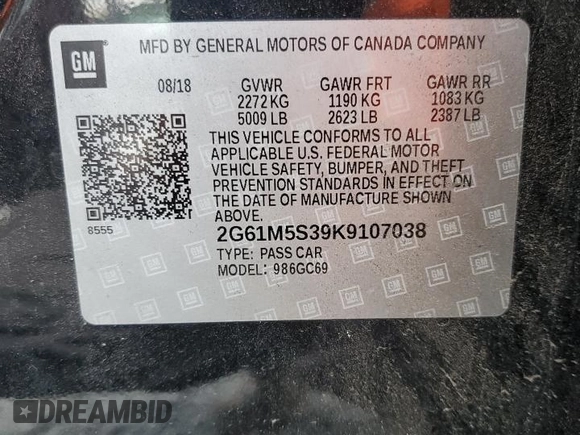 GM
MFD BY GENERAL MOTORS OF CANADA COMPANY
08/18 GVWR GAWR FRT GAWR RR
2272 KG 1190 KG 1083 KG
5009 LB 2623 LB 2387 LB
THIS VEHICLE CONFORMS TO ALL
APPLICABLE U.S. FEDERAL MOTOR
VEHICLE SAFETY, BUMPER, AND THEFT
PREVENTION STANDARDS IN EFFECT ON
THE DATE OF MANUFACTURE SHOWN
ABOVE.
8555
2G61M5S39K9107038
TYPE: PASS CAR
MODEL: 986GC69
DREAMBID